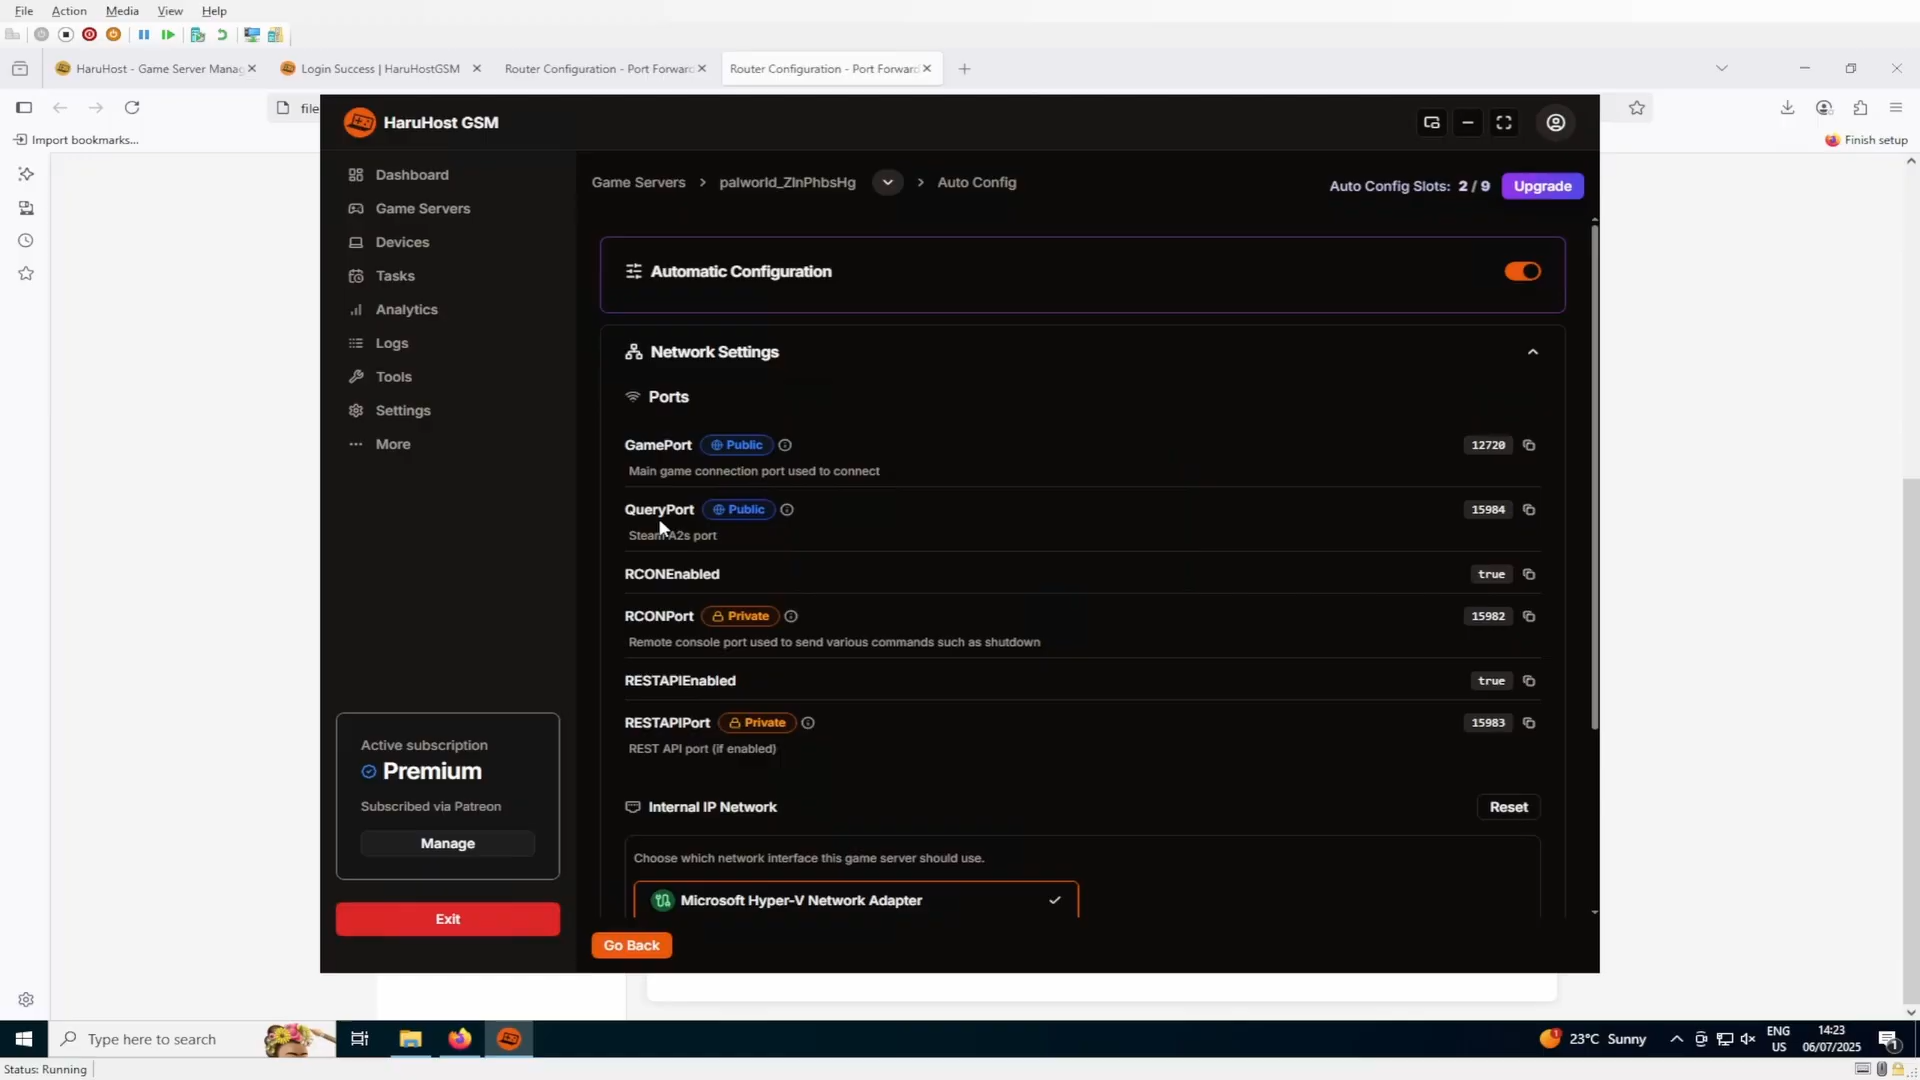 File Action Media View Help
HaruHost - Game Server Manag
Login Success | HaruHostGSM
Router Configuration - Port Forward
Router Configuration - Port Forward
file
Import bookmarks...
Finish setup
HaruHost GSM
Dashboard
Game Servers
Devices
Tasks
Analytics
Logs
Tools
Settings
More
Active subscription
Premium
Subscribed via Patreon
Manage
Exit
Game Servers > palworld_ZlnPhbsHg > Auto Config
Auto Config Slots: 2 / 9 Upgrade
Automatic Configuration
Network Settings
Ports
GamePort Public 12720
Main game connection port used to connect
QueryPort Public 15984
Steam A2s port
RCONEnabled true
RCONPort Private 15982
Remote console port used to send various commands such as shutdown
RESTAPIEnabled true
RESTAPIPort Private 15983
REST API port (if enabled)
Internal IP Network Reset
Choose which network interface this game server should use.
Microsoft Hyper-V Network Adapter
Go Back
Type here to search
23°C Sunny
ENG
US
14:23
06/07/2025
1
Status: Running